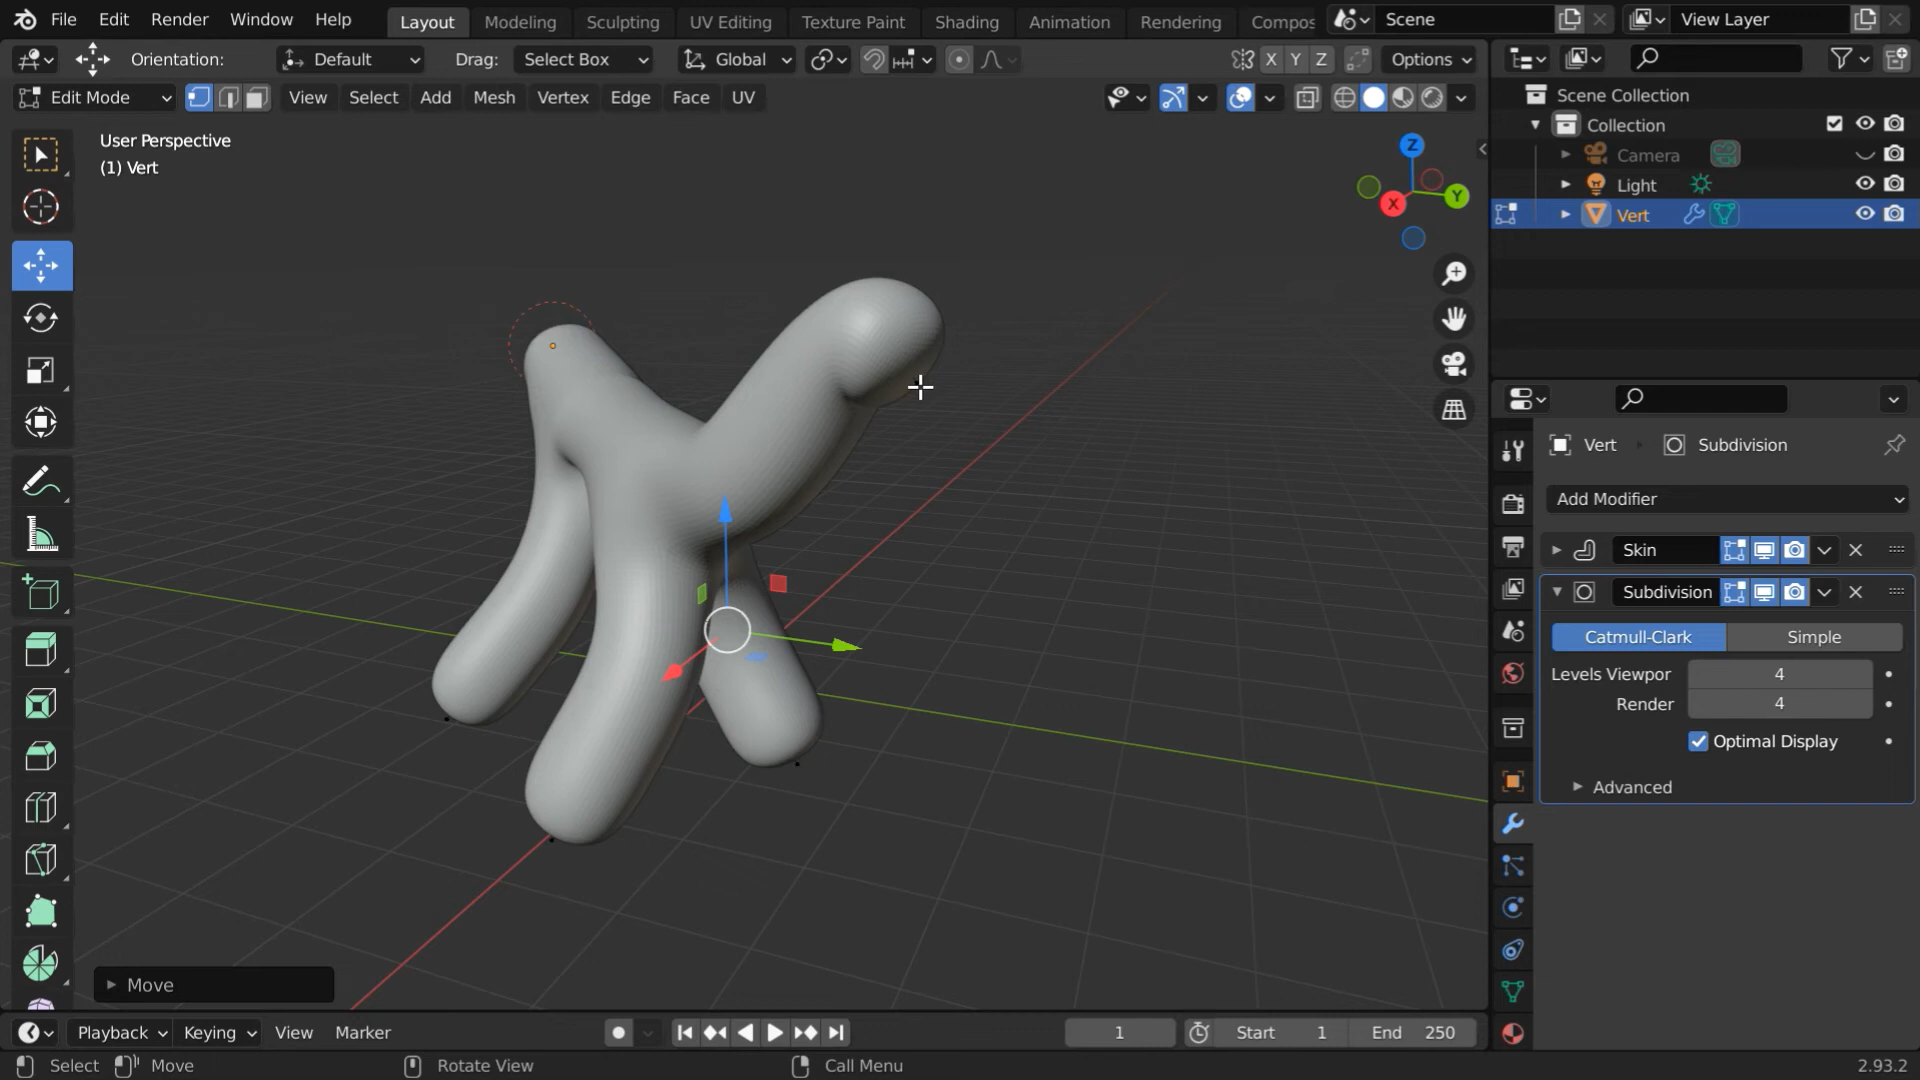 File Edit Render Window Help Layout Modeling Sculpting UV Editing Texture Paint Shading Animation Rendering Compos Scene View Layer
Orientation: Default Drag: Select Box Global X Y Z Options
Edit Mode View Select Add Mesh Vertex Edge Face UV
User Perspective
(1) Vert
Z
Y
X
Scene Collection
Collection
Camera
Light
Vert
Vert Subdivision
Add Modifier
Skin
Subdivision
Catmull-Clark Simple
Levels Viewpor 4
Render 4
Optimal Display
Advanced
Move
Playback Keying View Marker 1 Start 1 End 250
Select Move Rotate View Call Menu 2.93.2